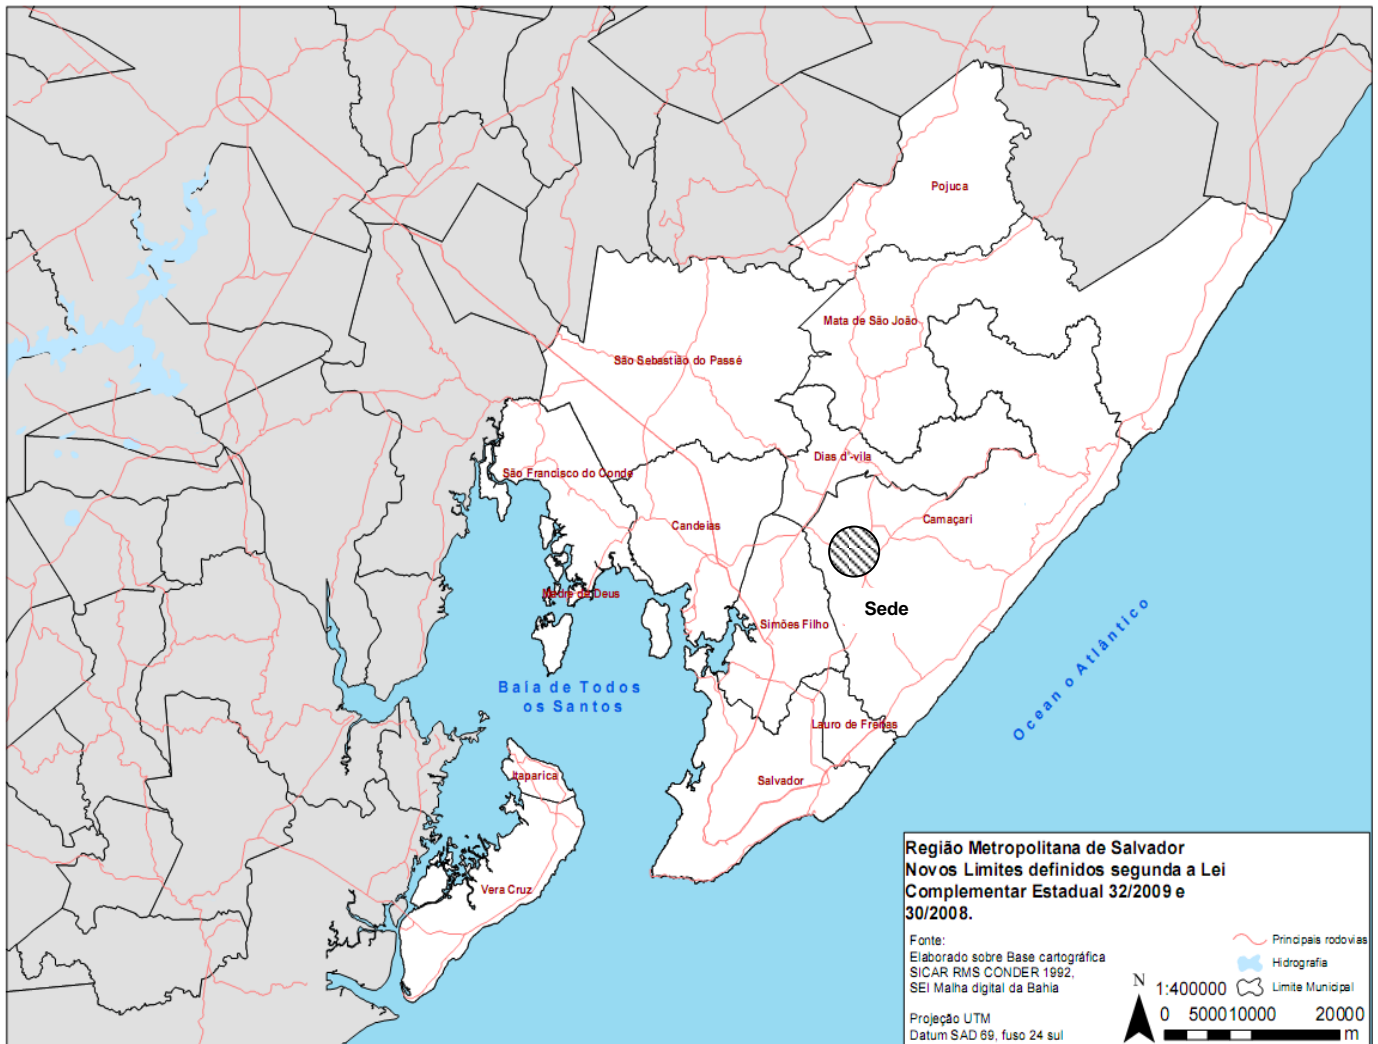 Pojuca
Mata de São João
São Sebastião do Passé
Dias d'-vila
São Francisco do Conde
Camaçari
Candeias
Madre de Deus
Sede
Simões Filho
Baía de Todos
os Santos
Oceano Atlântico
Lauro de Freitas
Itaparica
Salvador
Vera Cruz
Região Metropolitana de Salvador
Novos Limites definidos segunda a Lei
Complementar Estadual 32/2009 e
30/2008.
Fonte:
Elaborado sobre Base cartográfica
SICAR RMS CONDER 1992,
SEI Malha digital da Bahia
Projeção UTM
Datum SAD 69, fuso 24 sul
Principais rodovias
Hidrografia
Limite Municipal
N
1:400000
0 5000 10000 20000
m